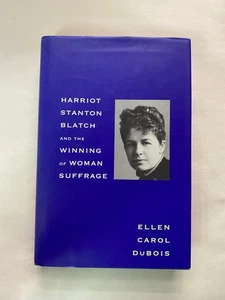 HARRIOT
STANTON
BLATCH
AND THE
WINNING
OF WOMAN
SUFFRAGE
ELLEN
CAROL
DuBOIS